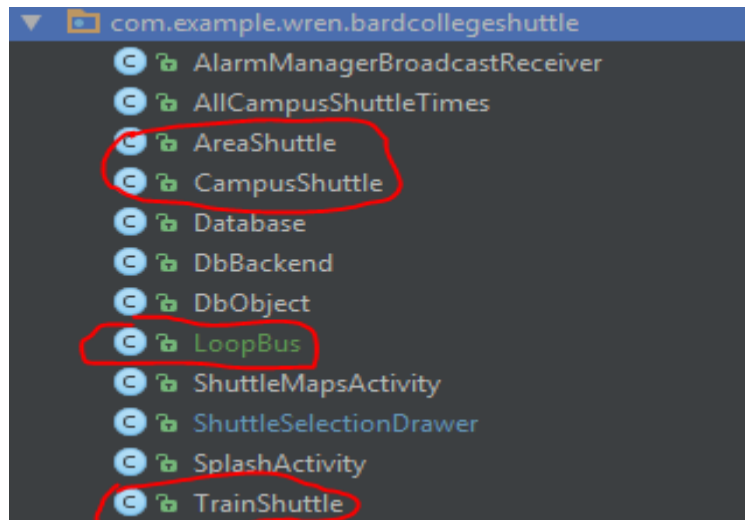 com.example.wren.bardcollegeshuttle
C AlarmManagerBroadcastReceiver
C AllCampusShuttleTimes
C AreaShuttle
C CampusShuttle
C Database
C DbBackend
C DbObject
C LoopBus
C ShuttleMapsActivity
C ShuttleSelectionDrawer
C SplashActivity
C TrainShuttle